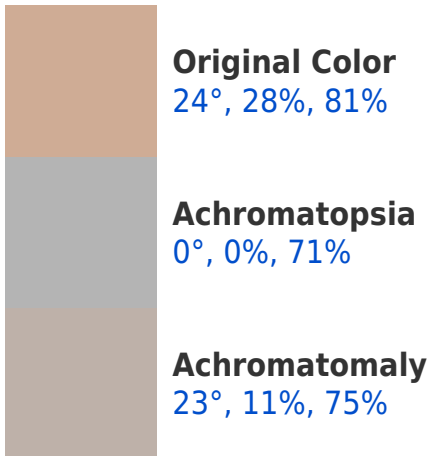 Original Color
24°, 28%, 81%
Achromatopsia
0°, 0%, 71%
Achromatomaly
23°, 11%, 75%